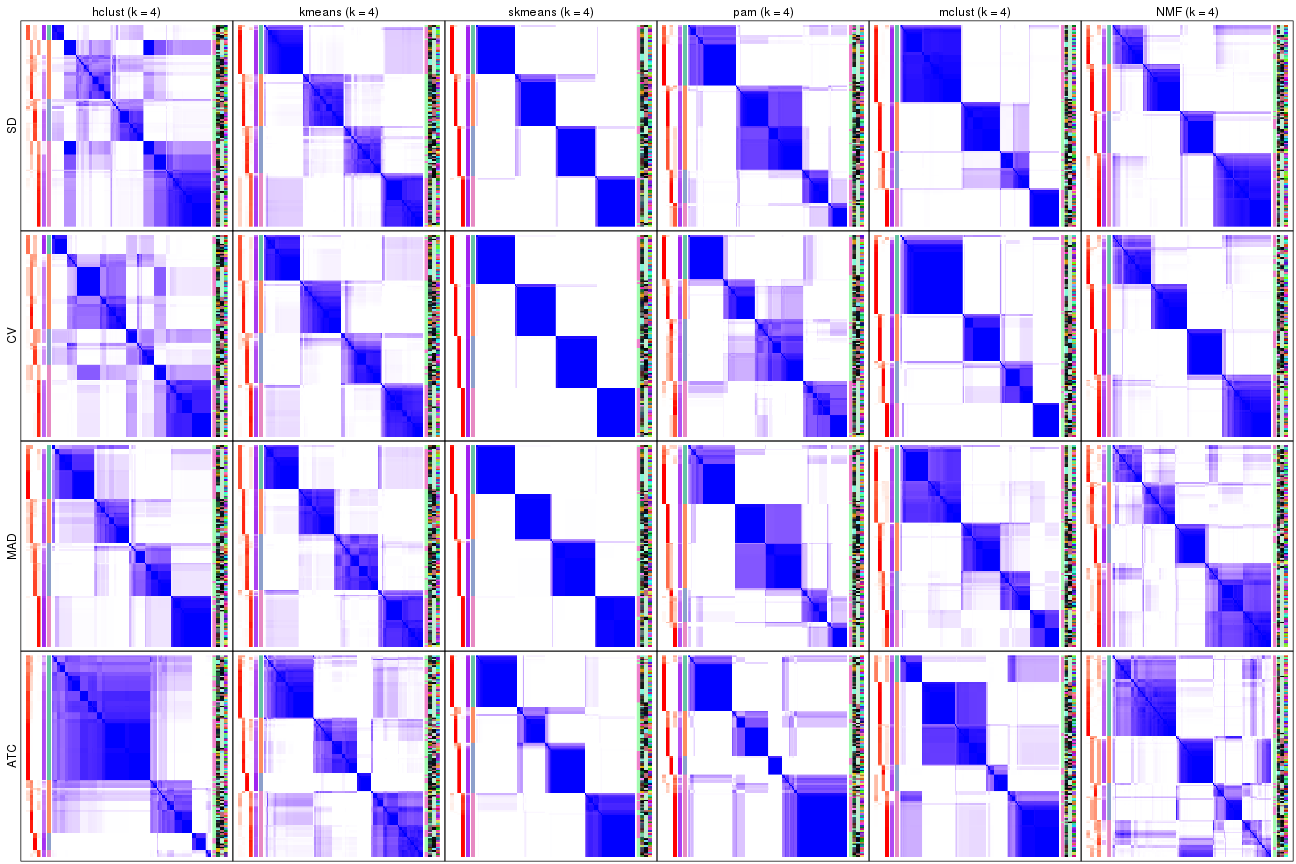 hclust (k = 4) kmeans (k = 4) skmeans (k = 4) pam (k = 4) mclust (k = 4) NMF (k = 4)
SD
CV
MAD
ATC